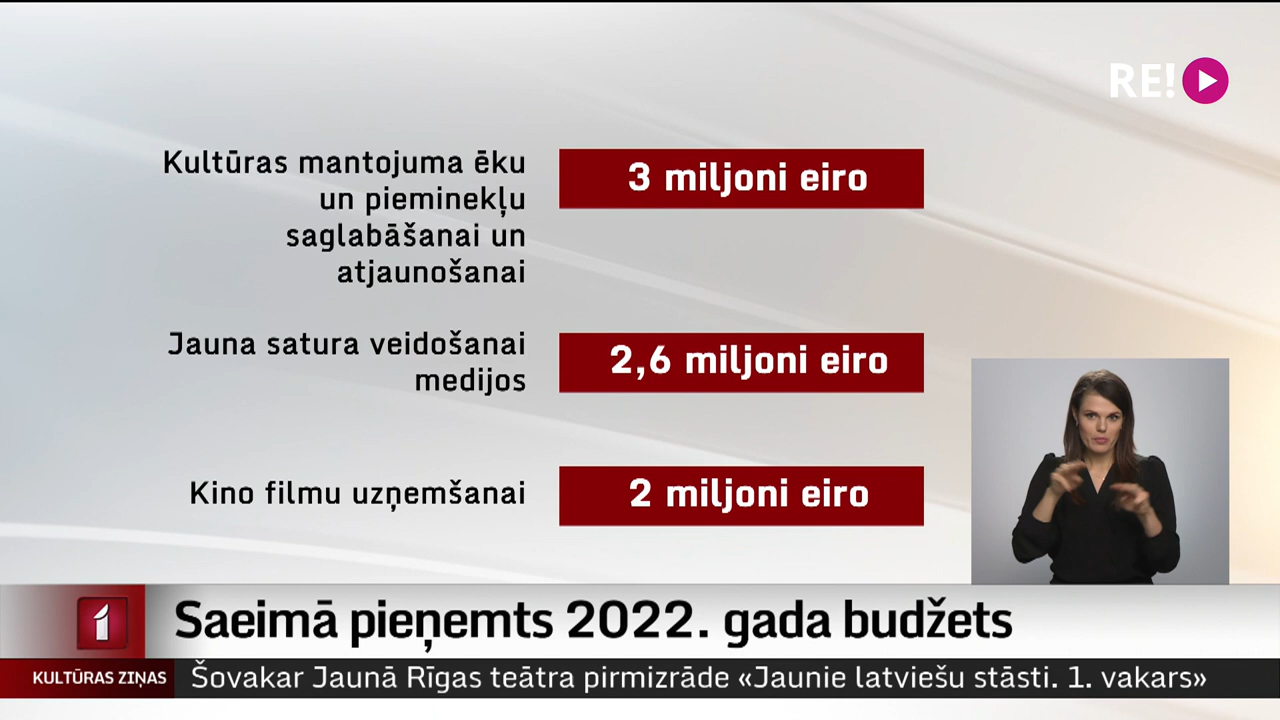 RE!
Kultūras mantojuma ēku
un pieminekļu
saglabāšanai un
atjaunošanai
3 miljoni eiro
Jauna satura veidošanai
medijos
2,6 miljoni eiro
Kino filmu uzņemšanai
2 miljoni eiro
1
Saeimā pieņemts 2022. gada budžets
KULTŪRAS ZIŅAS
Šovakar Jaunā Rīgas teātra pirmizrāde «Jaunie latviešu stāsti. 1. vakars»